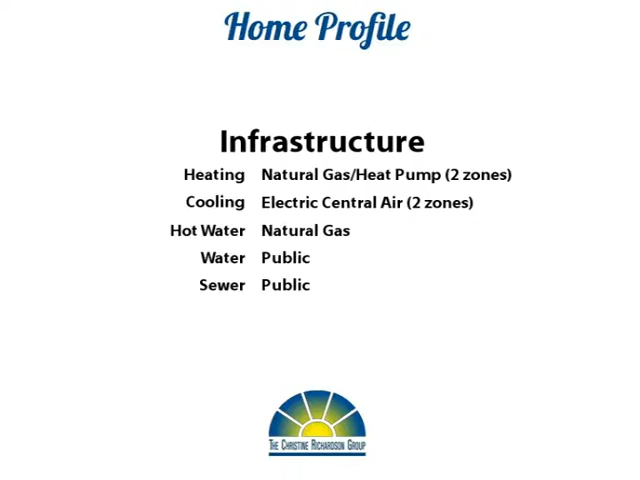 Home Profile
Infrastructure
Heating Natural Gas/Heat Pump (2 zones)
Cooling Electric Central Air (2 zones)
Hot Water Natural Gas
Water Public
Sewer Public
The Christine Richardson Group